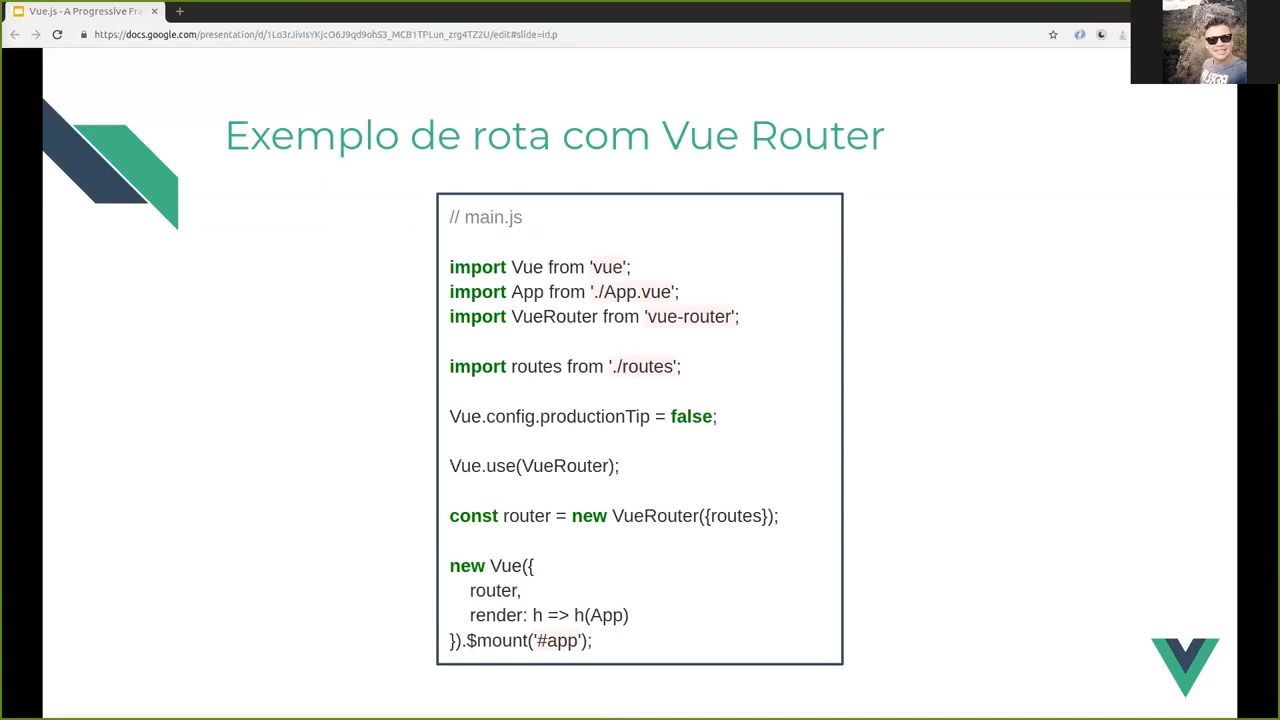 Vue.js - A Progressive Fra
https://docs.google.com/presentation/d/1Lo3rJivIsYKjcO6J9qd9ohS3_MCB1TPLun_zrg4TZ2U/edit#slide=id.p
Exemplo de rota com Vue Router
// main.js
import Vue from 'vue';
import App from './App.vue';
import VueRouter from 'vue-router';
import routes from './routes';
Vue.config.productionTip = false;
Vue.use(VueRouter);
const router = new VueRouter({routes});
new Vue({
router,
render: h => h(App)
}).$mount('#app');